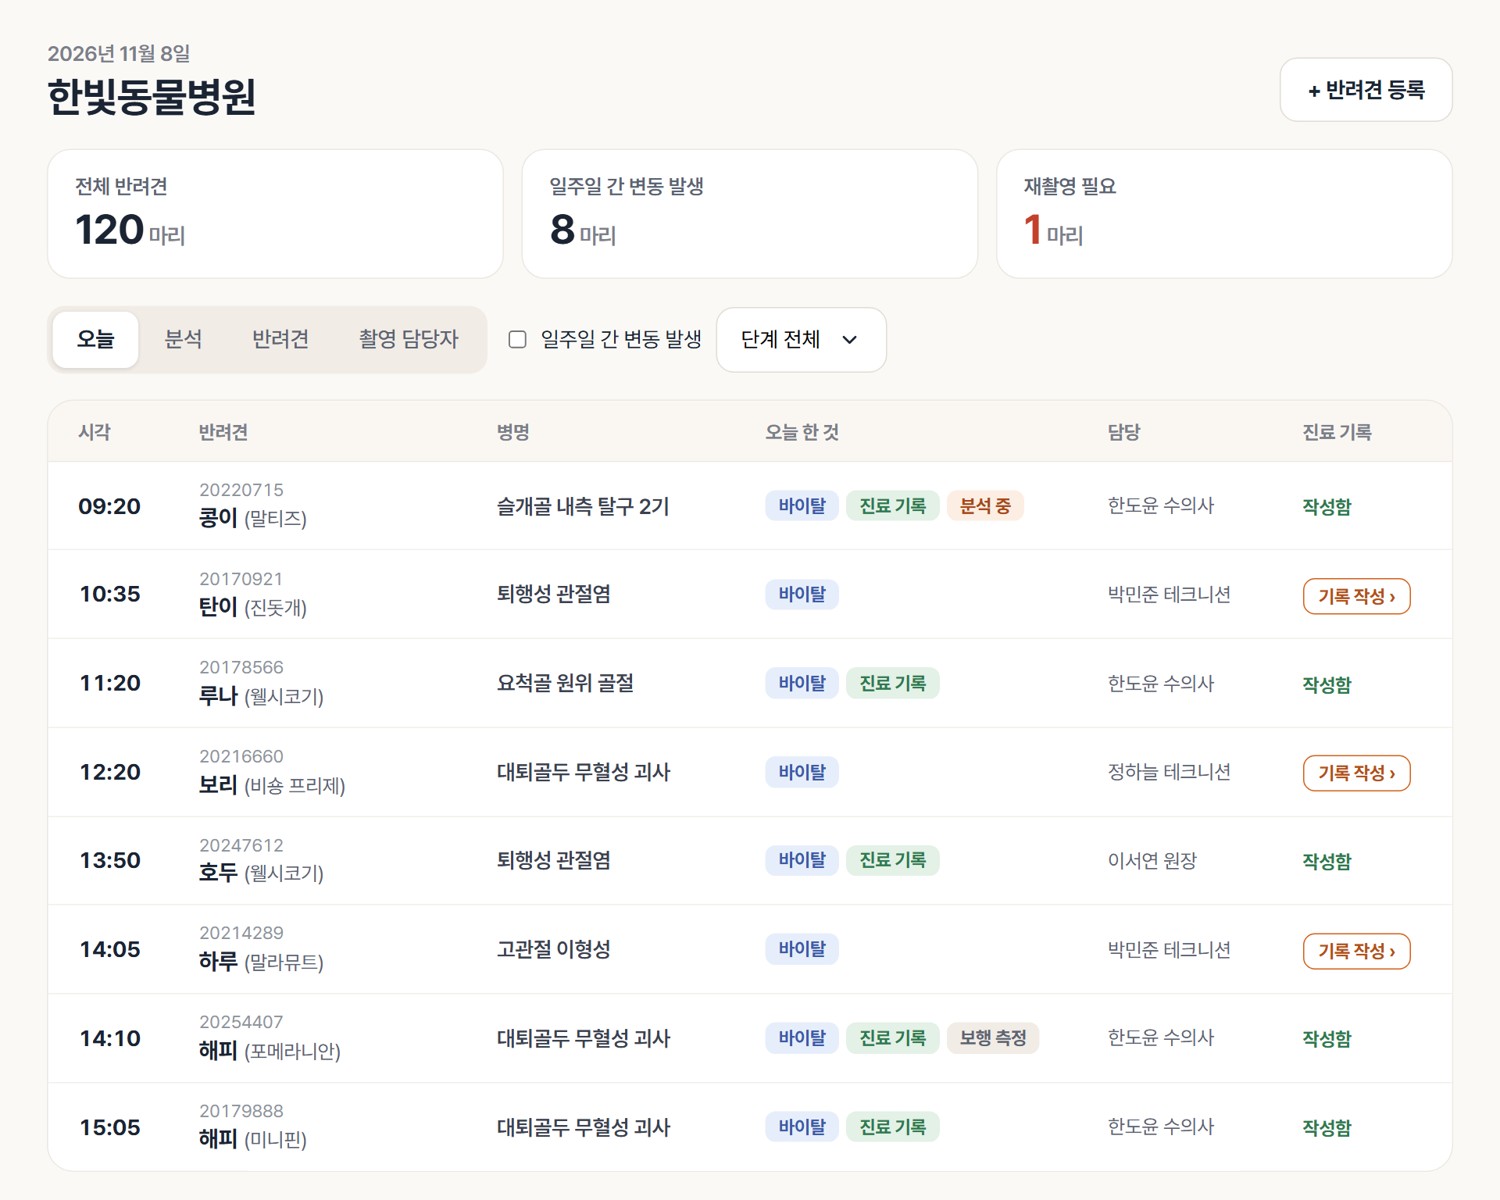 2026년 11월 8일
한빛동물병원
+ 반려견 등록
전체 반려견
120 마리
일주일 간 변동 발생
8 마리
재촬영 필요
1 마리
오늘 분석 반려견 촬영 담당자 일주일 간 변동 발생 단계 전체
시각 반려견 병명 오늘 한 것 담당 진료 기록
20220715
09:20 콩이 (말티즈) 슬개골 내측 탈구 2기 바이탈 진료 기록 분석 중 한도윤 수의사 작성함
20170921
10:35 탄이 (진돗개) 퇴행성 관절염 바이탈 박민준 테크니션 기록 작성 ›
20178566
11:20 루나 (웰시코기) 요척골 원위 골절 바이탈 진료 기록 한도윤 수의사 작성함
20216660
12:20 보리 (비숑 프리제) 대퇴골두 무혈성 괴사 바이탈 정하늘 테크니션 기록 작성 ›
20247612
13:50 호두 (웰시코기) 퇴행성 관절염 바이탈 진료 기록 이서연 원장 작성함
20214289
14:05 하루 (말라뮤트) 고관절 이형성 바이탈 박민준 테크니션 기록 작성 ›
20254407
14:10 해피 (포메라니안) 대퇴골두 무혈성 괴사 바이탈 진료 기록 보행 측정 한도윤 수의사 작성함
20179888
15:05 해피 (미니핀) 대퇴골두 무혈성 괴사 바이탈 진료 기록 한도윤 수의사 작성함